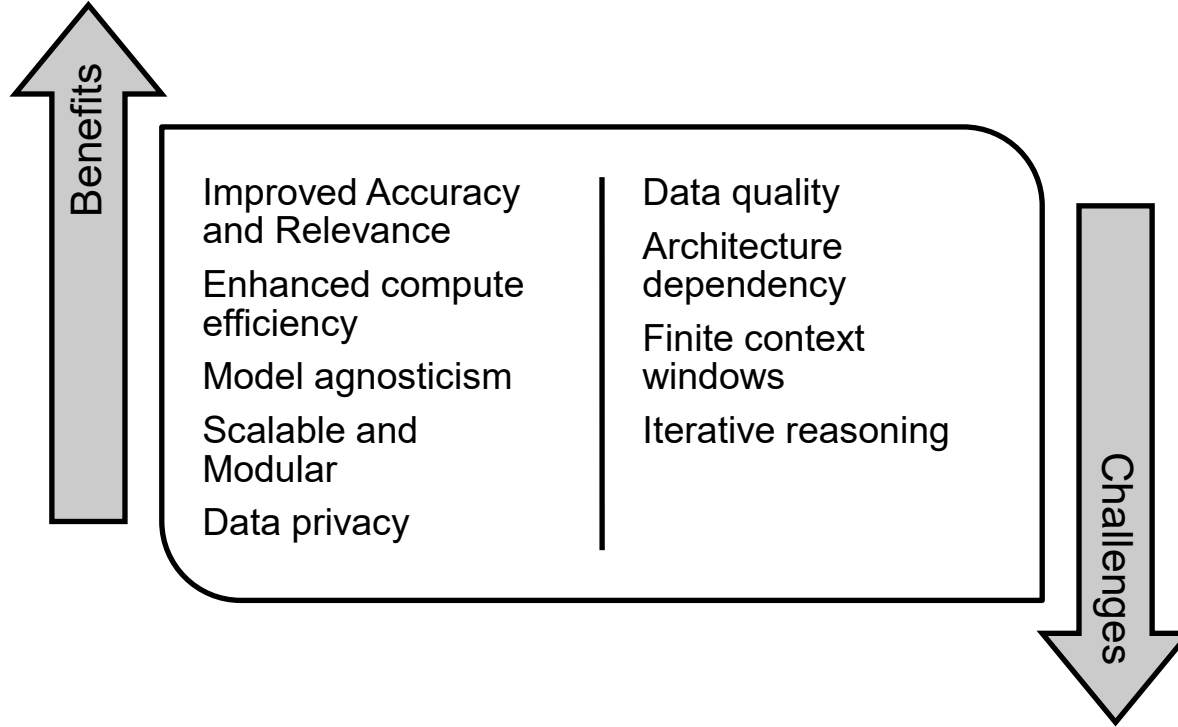 Benefits
Improved Accuracy
and Relevance
Enhanced compute
efficiency
Model agnosticism
Scalable and
Modular
Data privacy
Data quality
Architecture
dependency
Finite context
windows
Iterative reasoning
Challenges